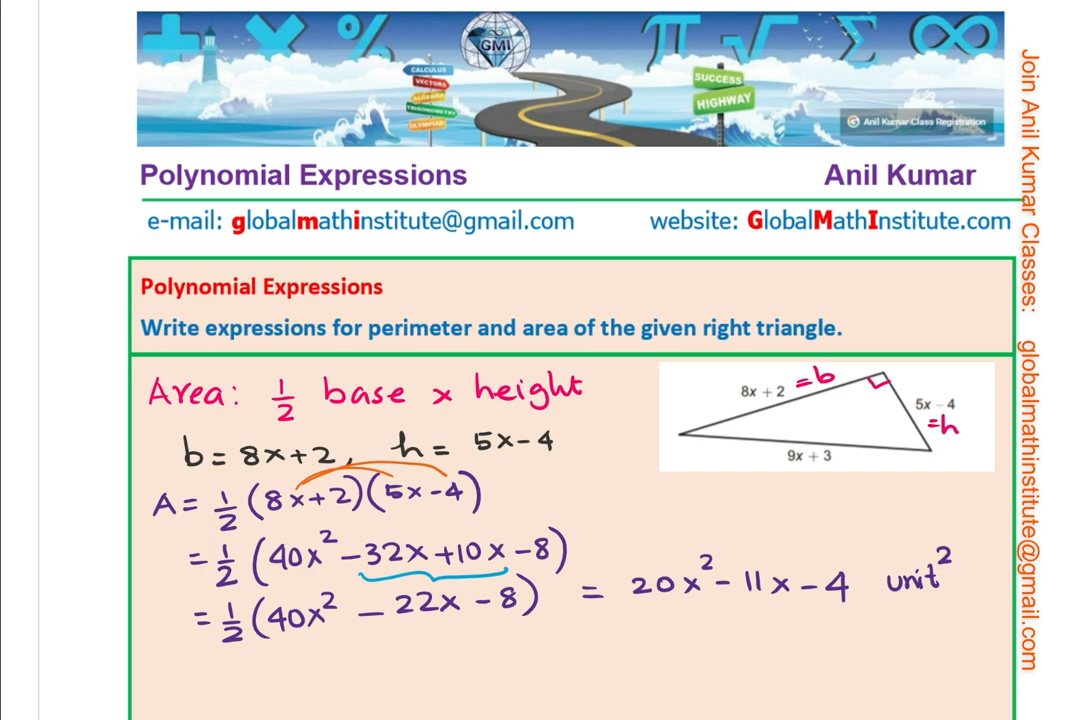 GMI
CALCULUS
VECTORS
ALGEBRA
TRIGONOMETRY
OLYMPIAD
SUCCESS
HIGHWAY
Anil Kumar Class Registration
Polynomial Expressions Anil Kumar
e-mail: globalmathinstitute@gmail.com website: GlobalMathInstitute.com
Polynomial Expressions
Write expressions for perimeter and area of the given right triangle.
Area: 1/2 base × height
b = 8x+2, h = 5x-4
A = 1/2 (8x+2)(5x-4)
= 1/2 (40x² - 32x + 10x - 8)
= 1/2 (40x² - 22x - 8) = 20x² - 11x - 4 unit²
8x + 2 = b
5x – 4
= h
9x + 3
Join Anil Kumar Classes: globalmathinstitute@gmail.com